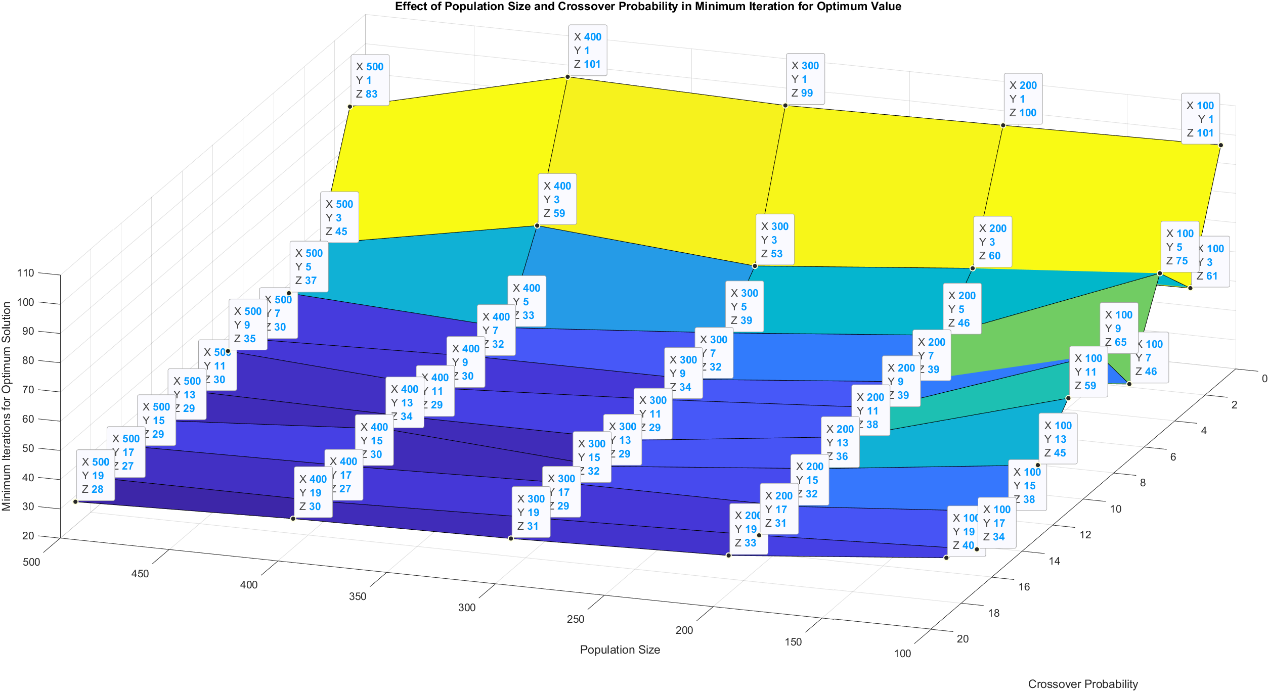 Effect of Population Size and Crossover Probability in Minimum Iteration for Optimum Value
X 400
Y 1
Z 101
X 500
Y 1
Z 83
X 300
Y 1
Z 99
X 200
Y 1
Z 100
X 100
Y 1
Z 101
X 500
Y 3
Z 45
X 400
Y 3
Z 59
X 300
Y 3
Z 53
X 200
Y 3
Z 60
X 100
Y 5
Z 75
X 100
Y 3
Z 61
X 500
Y 5
Z 37
X 400
Y 5
Z 33
X 300
Y 5
Z 39
X 200
Y 5
Z 46
X 500
Y 7
Z 30
X 400
Y 7
Z 32
X 300
Y 7
Z 32
X 200
Y 7
Z 39
X 100
Y 9
Z 65
X 100
Y 7
Z 46
X 500
Y 9
Z 35
X 400
Y 9
Z 30
X 300
Y 9
Z 34
X 200
Y 9
Z 39
X 100
Y 11
Z 59
X 500
Y 11
Z 30
X 400
Y 11
Z 29
X 300
Y 11
Z 29
X 200
Y 11
Z 38
X 500
Y 13
Z 29
X 400
Y 13
Z 34
X 300
Y 13
Z 29
X 200
Y 13
Z 36
X 100
Y 13
Z 45
X 500
Y 15
Z 29
X 400
Y 15
Z 30
X 300
Y 15
Z 32
X 200
Y 15
Z 32
X 100
Y 15
Z 38
X 500
Y 17
Z 27
X 400
Y 17
Z 27
X 300
Y 17
Z 29
X 200
Y 17
Z 31
X 100
Y 17
Z 34
X 500
Y 19
Z 28
X 400
Y 19
Z 30
X 300
Y 19
Z 31
X 200
Y 19
Z 33
X 100
Y 19
Z 40
Minimum Iterations for Optimum Solution
110
100
90
80
70
60
50
40
30
20
500
450
400
350
300
250
200
150
100
Population Size
0
2
4
6
8
10
12
14
16
18
20
Crossover Probability